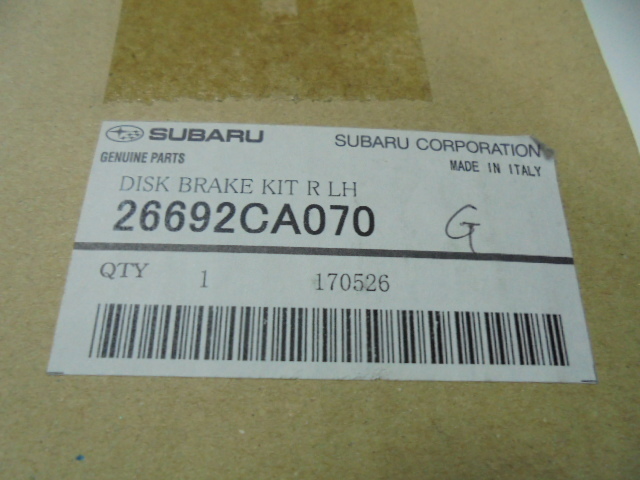 SUBARU SUBARU CORPORATION
GENUINE PARTS MADE IN ITALY
DISK BRAKE KIT R LH
26692CA070 G
QTY 1 170526